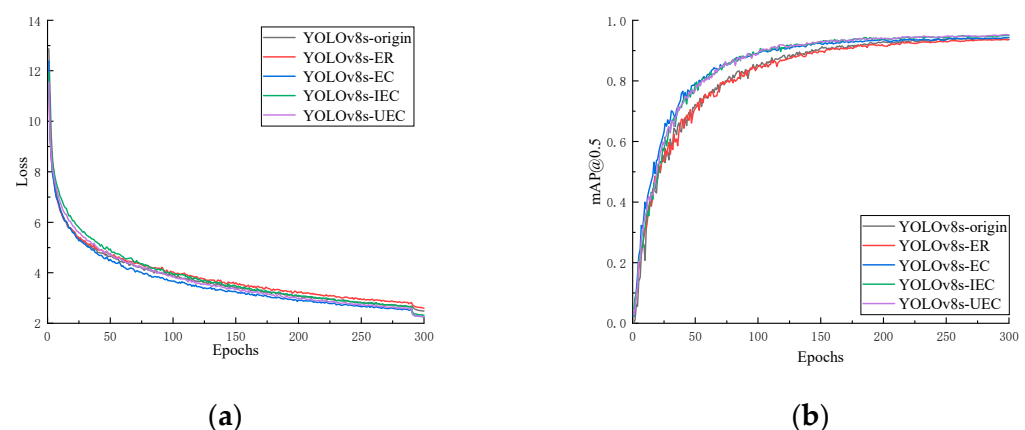 14
12
10
8
6
4
2
Loss
0
50
100
150
200
250
300
Epochs
YOLOv8s-origin
YOLOv8s-ER
YOLOv8s-EC
YOLOv8s-IEC
YOLOv8s-UEC
(a)
1.0
0.8
0.6
0.4
0.2
0.0
mAP@0.5
0
50
100
150
200
250
300
Epochs
YOLOv8s-origin
YOLOv8s-ER
YOLOv8s-EC
YOLOv8s-IEC
YOLOv8s-UEC
(b)